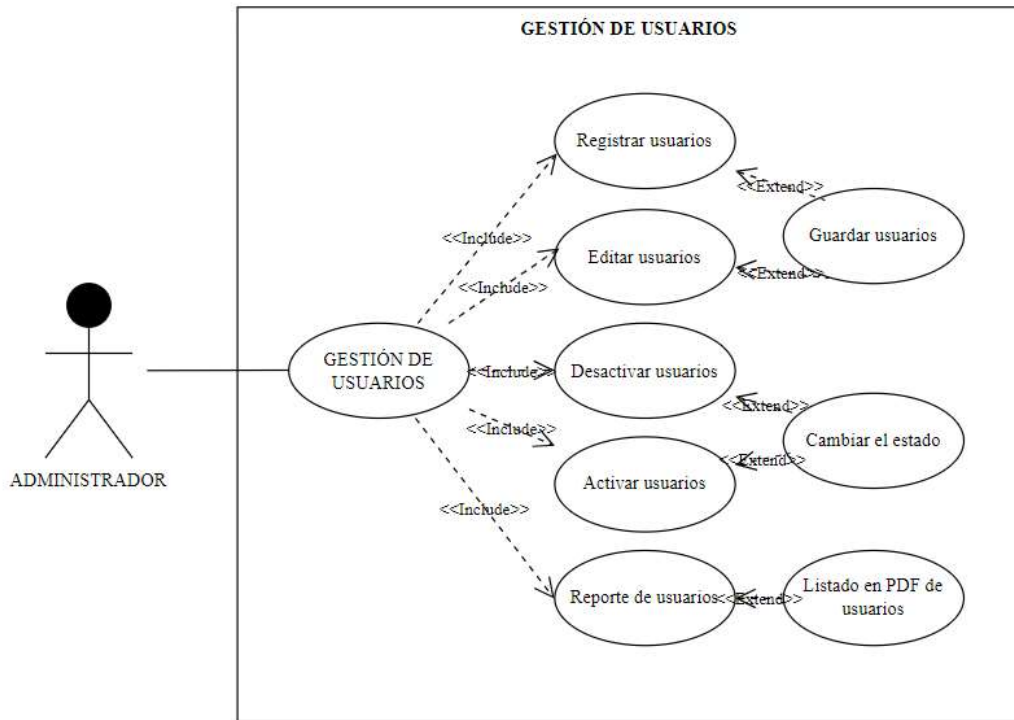 GESTIÓN DE USUARIOS
Registrar usuarios
<<Extend>>
Guardar usuarios
<<Include>>
Editar usuarios
<<Extend>>
<<Include>>
GESTIÓN DE
USUARIOS
<<Include>>
Desactivar usuarios
<<Extend>>
Cambiar el estado
<<Include>>
<<Extend>>
Activar usuarios
ADMINISTRADOR
<<Include>>
Reporte de usuarios
<<Extend>>
Listado en PDF de
usuarios